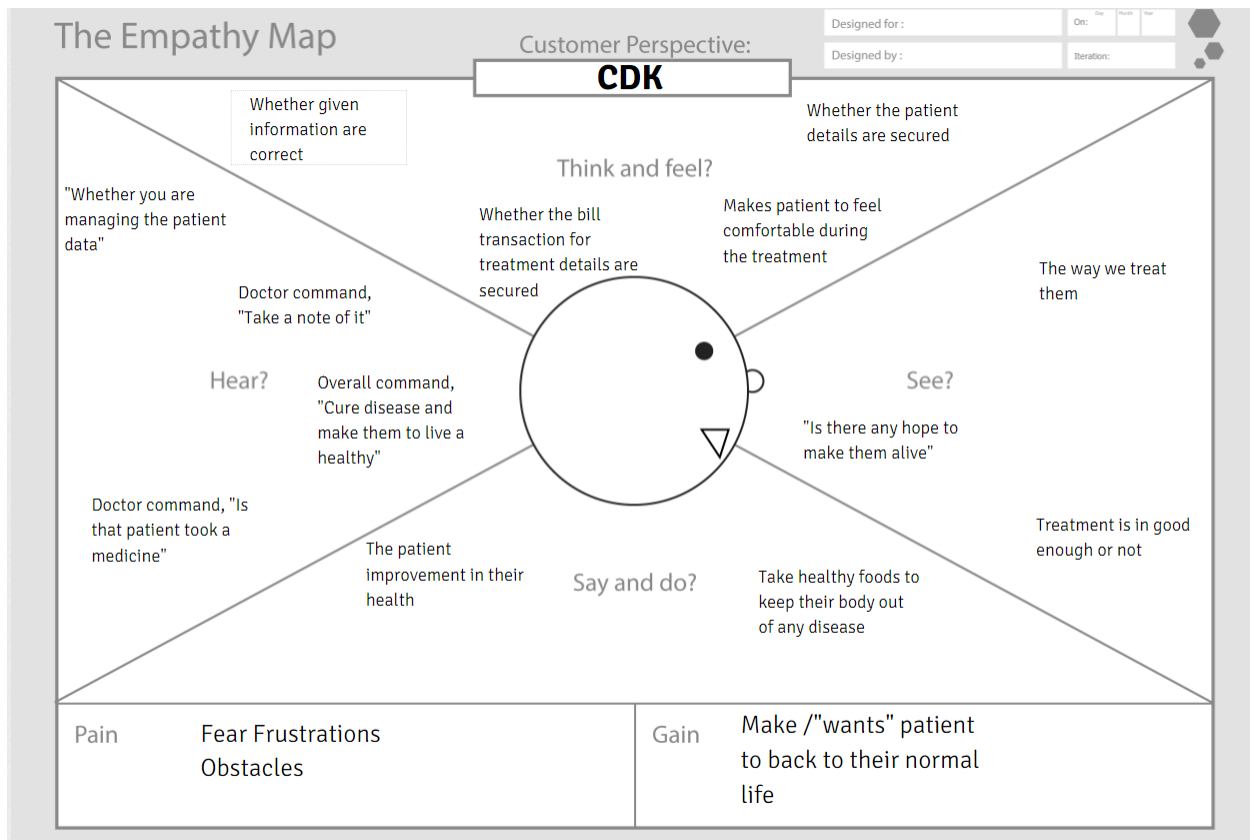 The Empathy Map
Customer Perspective:
CDK
Designed for :
On:
Day
Month
Year
Designed by :
Iteration:
Whether given
information are
correct
Whether the patient
details are secured
Think and feel?
"Whether you are
managing the patient
data"
Whether the bill
transaction for
treatment details are
secured
Makes patient to feel
comfortable during
the treatment
The way we treat
them
Doctor command,
"Take a note of it"
Hear?
Overall command,
"Cure disease and
make them to live a
healthy"
See?
"Is there any hope to
make them alive"
Doctor command, "Is
that patient took a
medicine"
Treatment is in good
enough or not
The patient
improvement in their
health
Say and do?
Take healthy foods to
keep their body out
of any disease
Pain
Fear Frustrations
Obstacles
Gain
Make /"wants" patient
to back to their normal
life